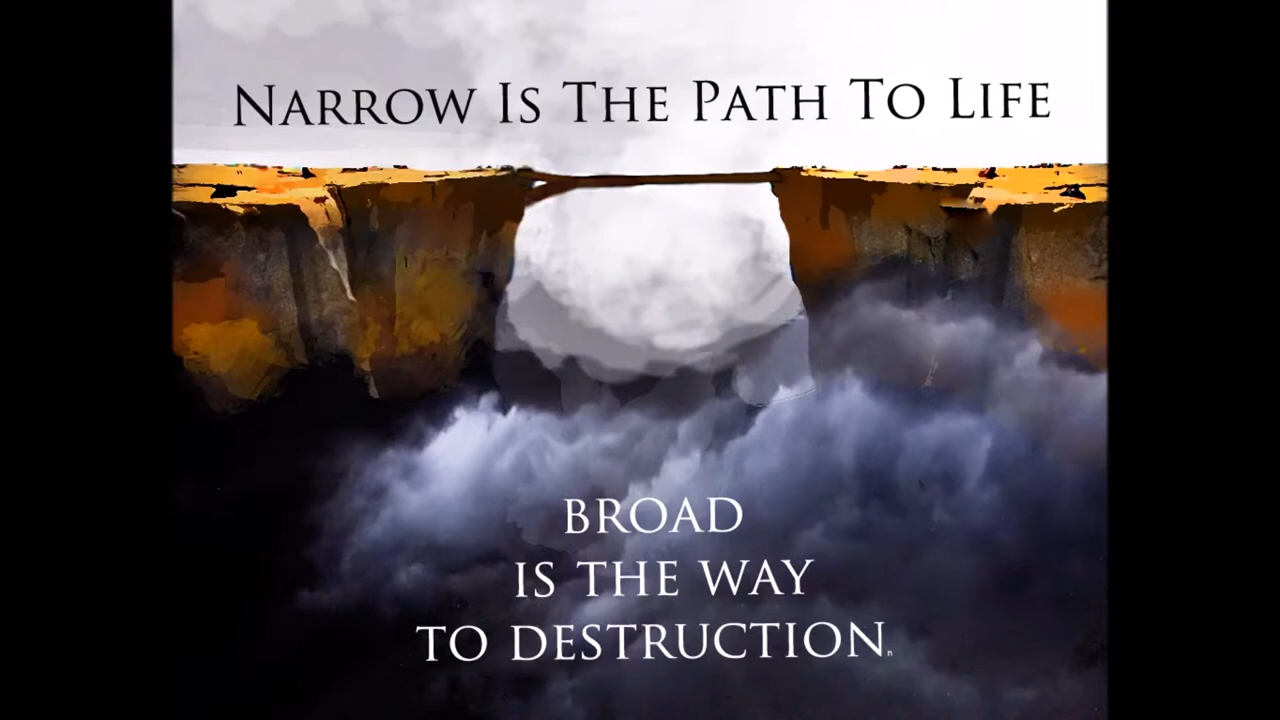 Narrow Is The Path To Life
BROAD
IS THE WAY
TO DESTRUCTION.